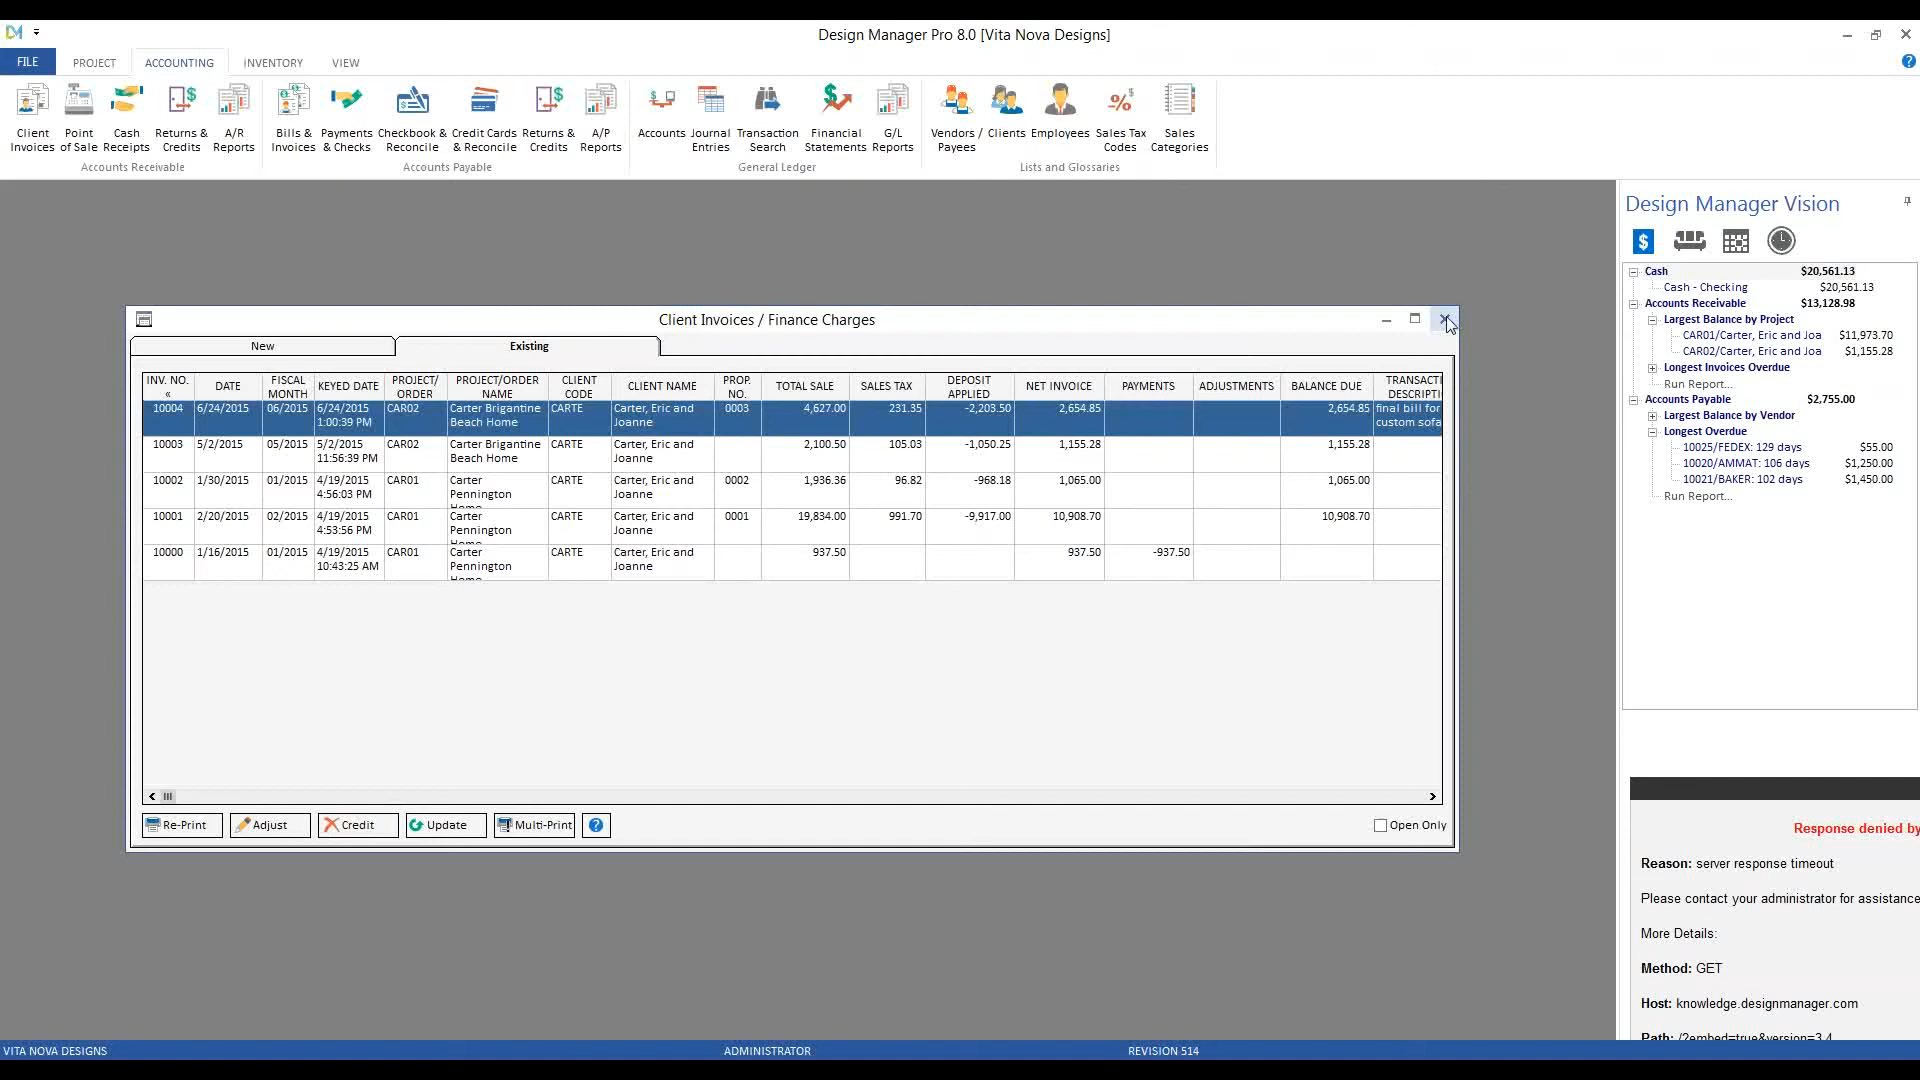 Design Manager Pro 8.0 [Vita Nova Designs]
FILE PROJECT ACCOUNTING INVENTORY VIEW
Client Invoices
Point of Sale
Cash Receipts
Returns & Credits
A/R Reports
Bills & Invoices
Payments & Checks
Checkbook & Reconcile
Credit Cards & Reconcile
Returns & Credits
A/P Reports
Accounts
Journal Entries
Transaction Search
Financial Statements
G/L Reports
Vendors / Payees
Clients
Employees
Sales Tax Codes
Sales Categories
Accounts Receivable
Accounts Payable
General Ledger
Lists and Glossaries
Client Invoices / Finance Charges
New
Existing
INV. NO. « DATE FISCAL MONTH KEYED DATE PROJECT/ ORDER PROJECT/ORDER NAME CLIENT CODE CLIENT NAME PROP. NO. TOTAL SALE SALES TAX DEPOSIT APPLIED NET INVOICE PAYMENTS ADJUSTMENTS BALANCE DUE TRANSACTI DESCRIPTI
10004 6/24/2015 06/2015 6/24/2015 1:00:39 PM CAR02 Carter Brigantine Beach Home CARTE Carter, Eric and Joanne 0003 4,627.00 231.35 -2,203.50 2,654.85 2,654.85 final bill for custom sofa
10003 5/2/2015 05/2015 5/2/2015 11:56:39 PM CAR02 Carter Brigantine Beach Home CARTE Carter, Eric and Joanne 2,100.50 105.03 -1,050.25 1,155.28 1,155.28
10002 1/30/2015 01/2015 4/19/2015 4:56:03 PM CAR01 Carter Pennington Home CARTE Carter, Eric and Joanne 0002 1,936.36 96.82 -968.18 1,065.00 1,065.00
10001 2/20/2015 02/2015 4/19/2015 4:53:56 PM CAR01 Carter Pennington Home CARTE Carter, Eric and Joanne 0001 19,834.00 991.70 -9,917.00 10,908.70 10,908.70
10000 1/16/2015 01/2015 4/19/2015 10:43:25 AM CAR01 Carter Pennington Home CARTE Carter, Eric and Joanne 937.50 937.50 -937.50
Re-Print Adjust Credit Update Multi-Print ? Open Only
Design Manager Vision
Cash $20,561.13
Cash - Checking $20,561.13
Accounts Receivable $13,128.98
Largest Balance by Project
CAR01/Carter, Eric and Joa $11,973.70
CAR02/Carter, Eric and Joa $1,155.28
Longest Invoices Overdue
Run Report...
Accounts Payable $2,755.00
Largest Balance by Vendor
Longest Overdue
10025/FEDEX: 129 days $55.00
10020/AMMAT: 106 days $1,250.00
10021/BAKER: 102 days $1,450.00
Run Report...
Response denied by
Reason: server response timeout
Please contact your administrator for assistance
More Details:
Method: GET
Host: knowledge.designmanager.com
Path: /?embed=true&version=3.4
VITA NOVA DESIGNS ADMINISTRATOR REVISION 514